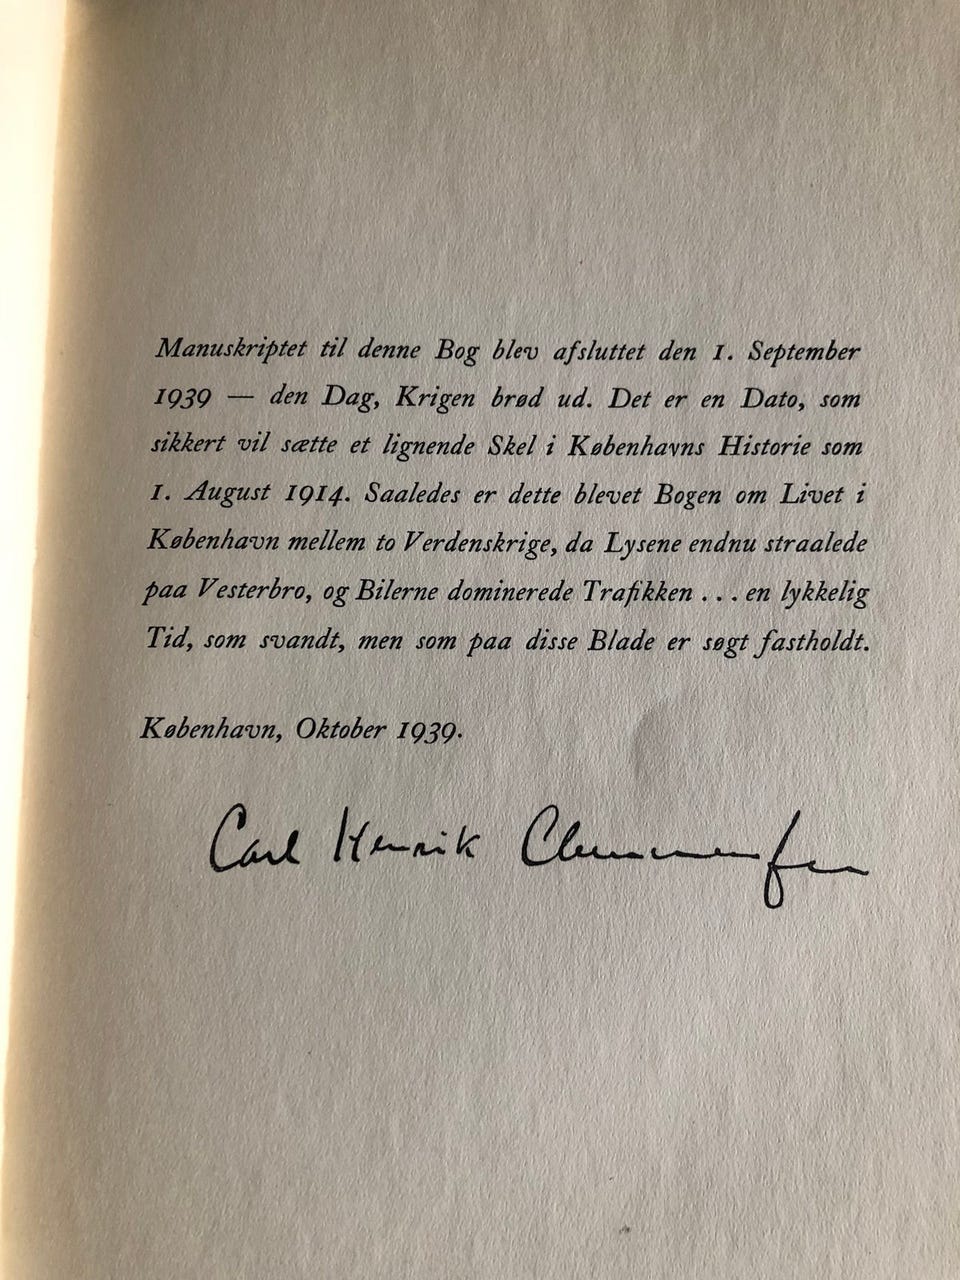 Manuskriptet til denne Bog blev afsluttet den 1. September
1939 — den Dag, Krigen brød ud. Det er en Dato, som
sikkert vil sætte et lignende Skel i Københavns Historie som
1. August 1914. Saaledes er dette blevet Bogen om Livet i
København mellem to Verdenskrige, da Lysene endnu straalede
paa Vesterbro, og Bilerne dominerede Trafikken . . . en lykkelig
Tid, som svandt, men som paa disse Blade er søgt fastholdt.
København, Oktober 1939.
Carl Henrik Clemmensen